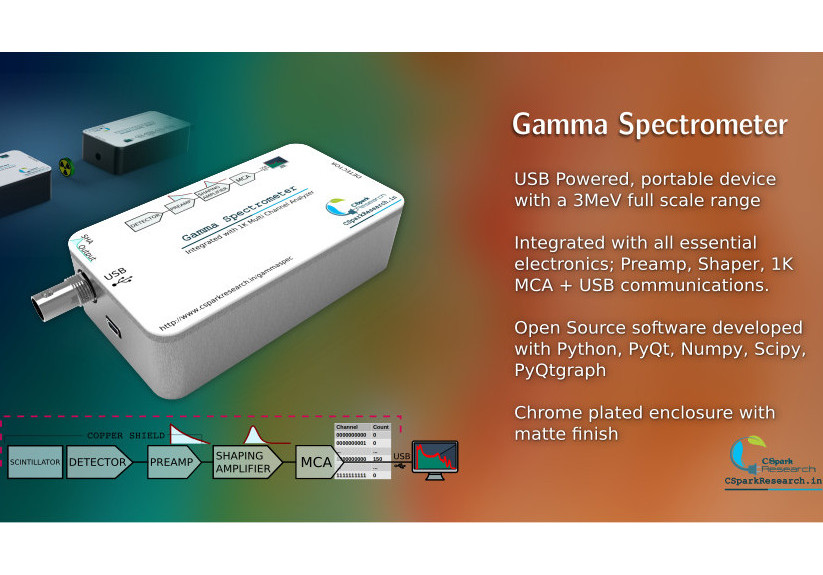 Gamma Spectrometer
USB Powered, portable device
with a 3MeV full scale range
Integrated with all essential
electronics; Preamp, Shaper, 1K
MCA + USB communications.
Open Source software developed
with Python, PyQt, Numpy, Scipy,
PyQtgraph
Chrome plated enclosure with
matte finish
CSpark
Research
CSparkResearch.in
DETECTOR
PREAMP
SHAPING
AMPLIFIER
MCA
DETECTOR
Gamma Spectrometer
Integrated with 1K Multi Channel Analyzer
CSpark
Research
CSparkResearch.in
SHA
Output
USB
http://www.csparkresearch.in/gammaspec
COPPER SHIELD
SCINTILLATOR
DETECTOR
PREAMP
SHAPING
AMPLIFIER
MCA
Channel Count
0000000000 0
0000000001 0
... ...
150
... ...
1111111111 0
USB